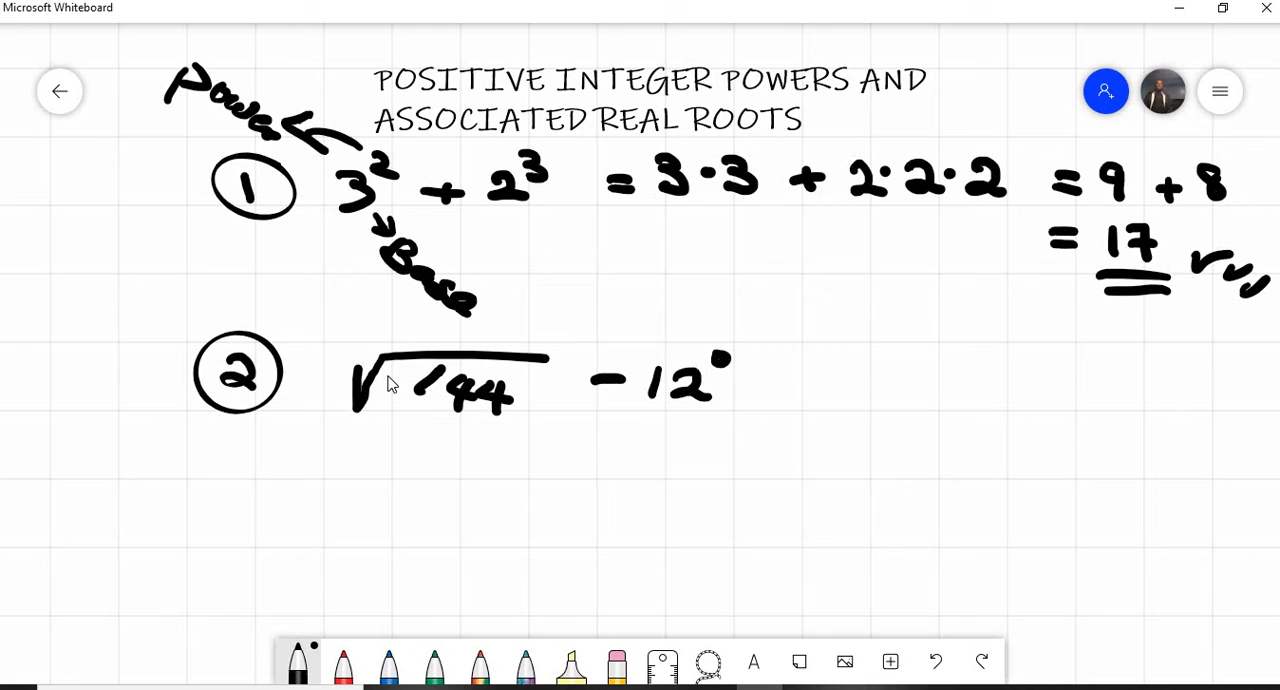 Microsoft Whiteboard
POSITIVE INTEGER POWERS AND
ASSOCIATED REAL ROOTS
Power
① 3² + 2³ = 3·3 + 2·2·2 = 9 + 8
= 17
Base
② √144 - 12⁰
A